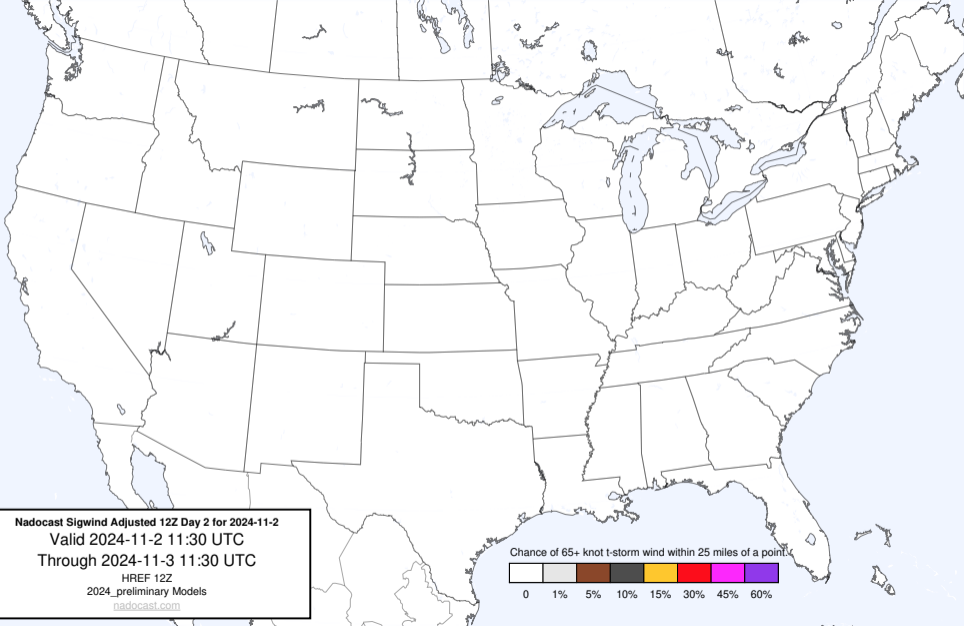 Nadocast Sigwind Adjusted 12Z Day 2 for 2024-11-2
Valid 2024-11-2 11:30 UTC
Through 2024-11-3 11:30 UTC
HREF 12Z
2024_preliminary Models
nadocast.com
Chance of 65+ knot t-storm wind within 25 miles of a point.
0 1% 5% 10% 15% 30% 45% 60%